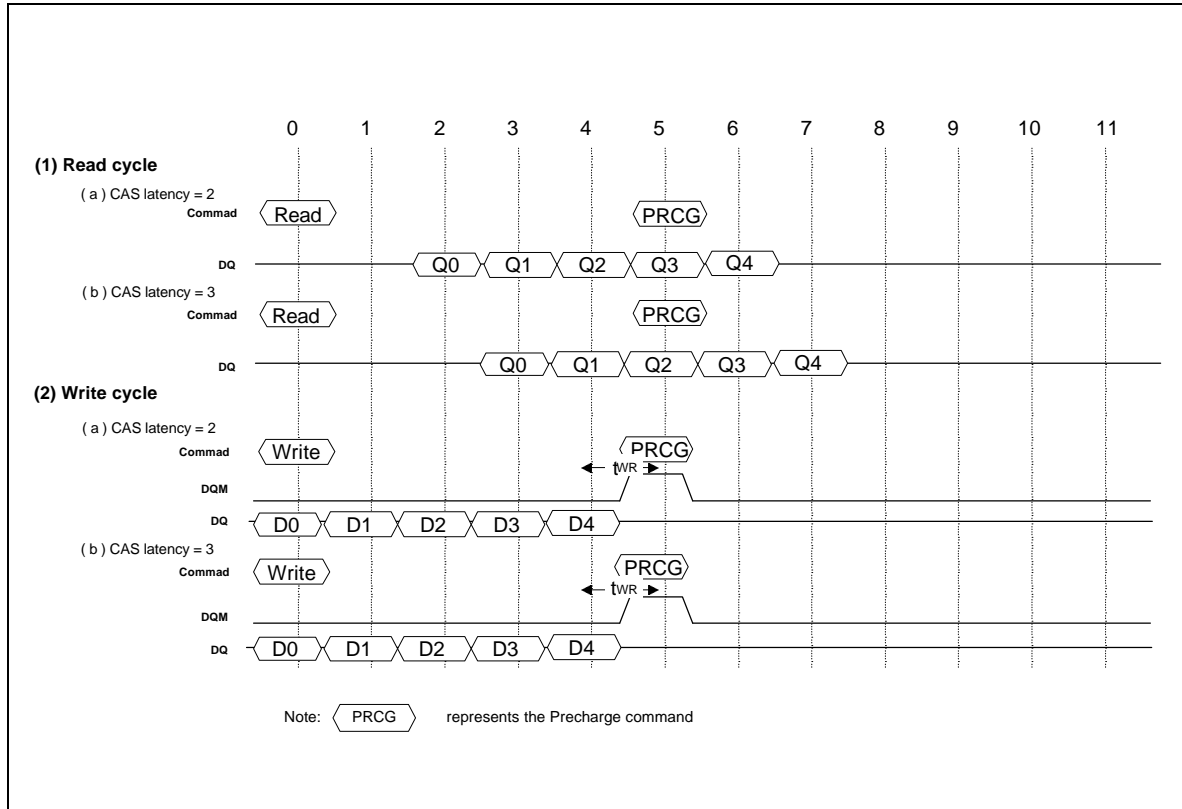 0 1 2 3 4 5 6 7 8 9 10 11
(1) Read cycle
( a ) CAS latency = 2
Commad Read PRCG
DQ Q0 Q1 Q2 Q3 Q4
( b ) CAS latency = 3
Commad Read PRCG
DQ Q0 Q1 Q2 Q3 Q4
(2) Write cycle
( a ) CAS latency = 2
Commad Write PRCG
tWR
DQM
DQ D0 D1 D2 D3 D4
( b ) CAS latency = 3
Commad Write PRCG
tWR
DQM
DQ D0 D1 D2 D3 D4
Note: PRCG represents the Precharge command